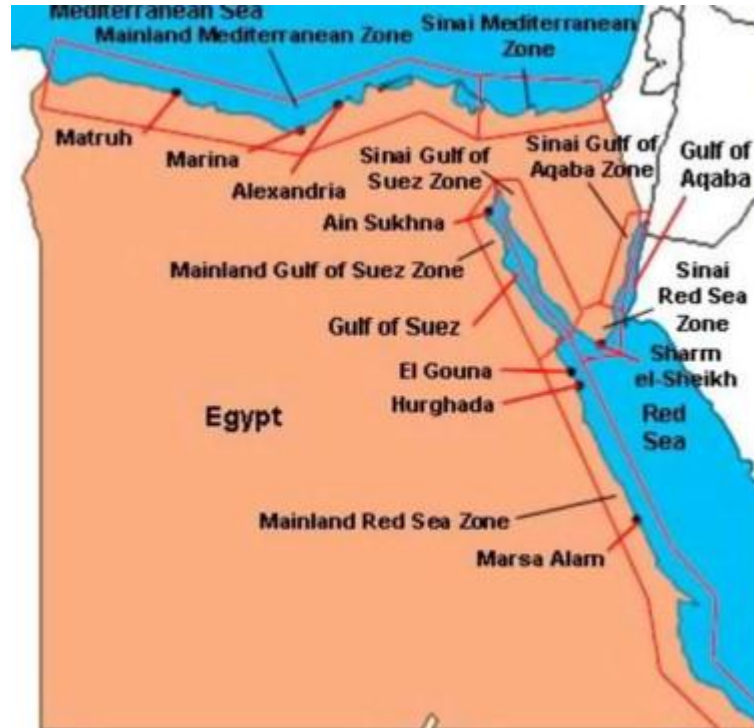 Mediterranean Sea
Mainland Mediterranean Zone
Sinai Mediterranean
Zone
Matruh
Marina
Alexandria
Sinai Gulf of
Suez Zone
Sinai Gulf of
Aqaba Zone
Gulf of
Aqaba
Ain Sukhna
Mainland Gulf of Suez Zone
Sinai
Red Sea
Zone
Gulf of Suez
Sharm
el-Sheikh
El Gouna
Hurghada
Egypt
Red
Sea
Mainland Red Sea Zone
Marsa Alam